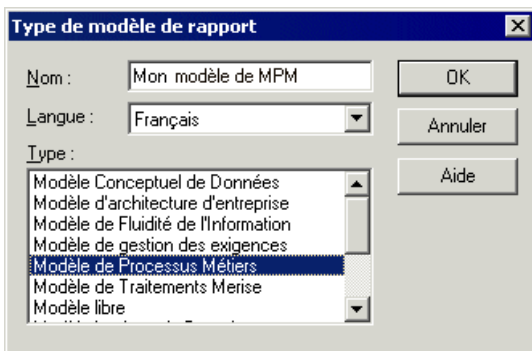 Type de modèle de rapport
Nom :
Mon modèle de MPM
OK
Langue :
Français
Annuler
Type :
Aide
Modèle Conceptuel de Données
Modèle d'architecture d'entreprise
Modèle de Fluidité de l'Information
Modèle de gestion des exigences
Modèle de Processus Métiers
Modèle de Traitements Merise
Modèle libre